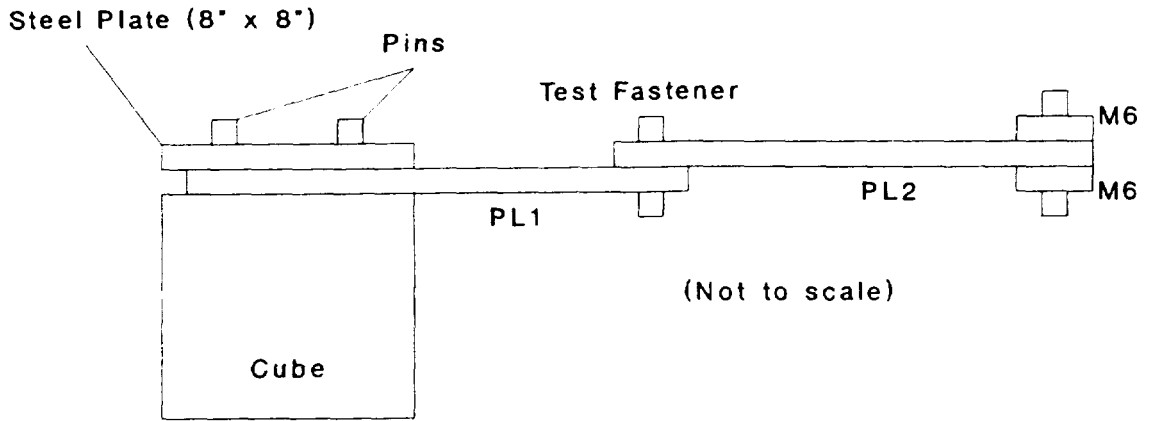 Steel Plate (8" x 8")
Pins
Test Fastener
M6
M6
PL1
PL2
(Not to scale)
Cube